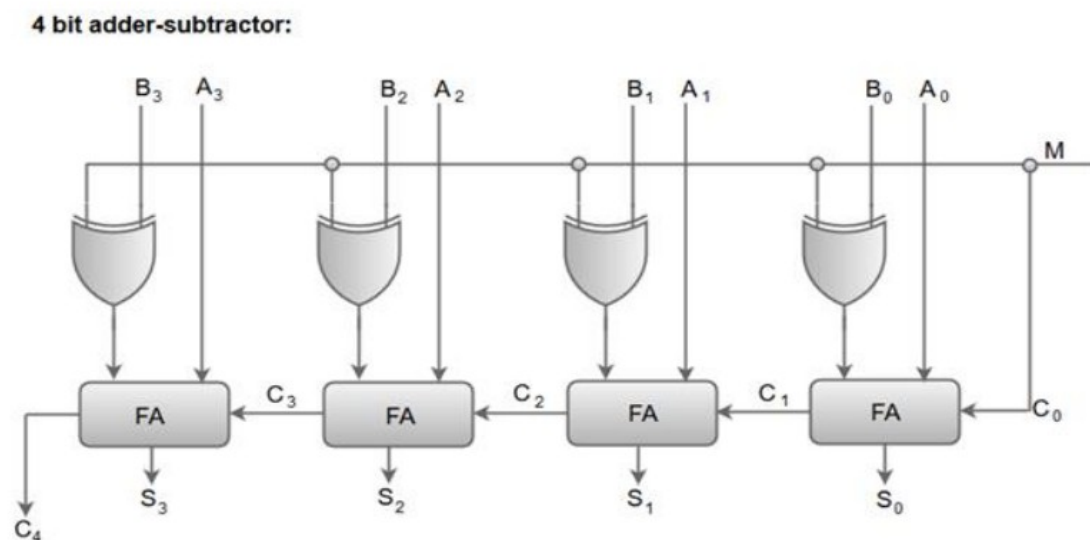 4 bit adder-subtractor:
B₃ A₃ B₂ A₂ B₁ A₁ B₀ A₀
M
FA C₃ FA C₂ FA C₁ FA C₀
S₃ S₂ S₁ S₀
C₄